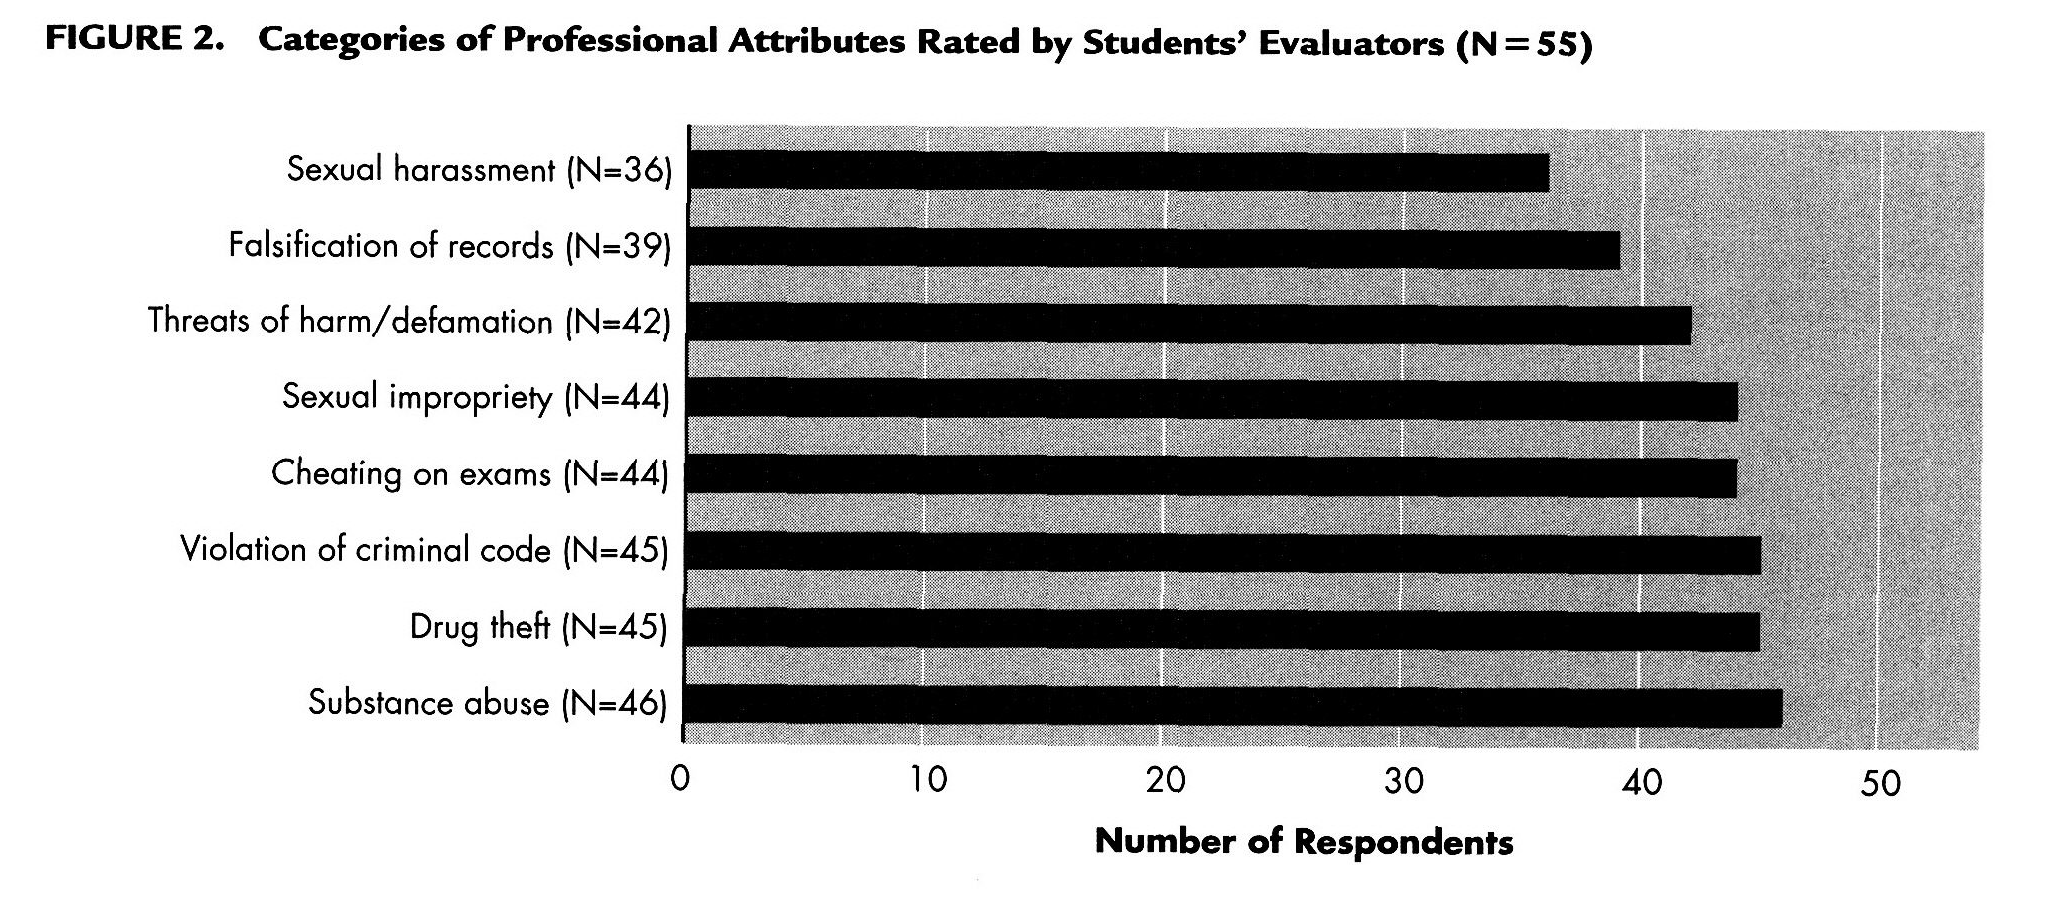 FIGURE 2. Categories of Professional Attributes Rated by Students' Evaluators (N=55)
Sexual harassment (N=36)
Falsification of records (N=39)
Threats of harm/defamation (N=42)
Sexual impropriety (N=44)
Cheating on exams (N=44)
Violation of criminal code (N=45)
Drug theft (N=45)
Substance abuse (N=46)
0 10 20 30 40 50
Number of Respondents